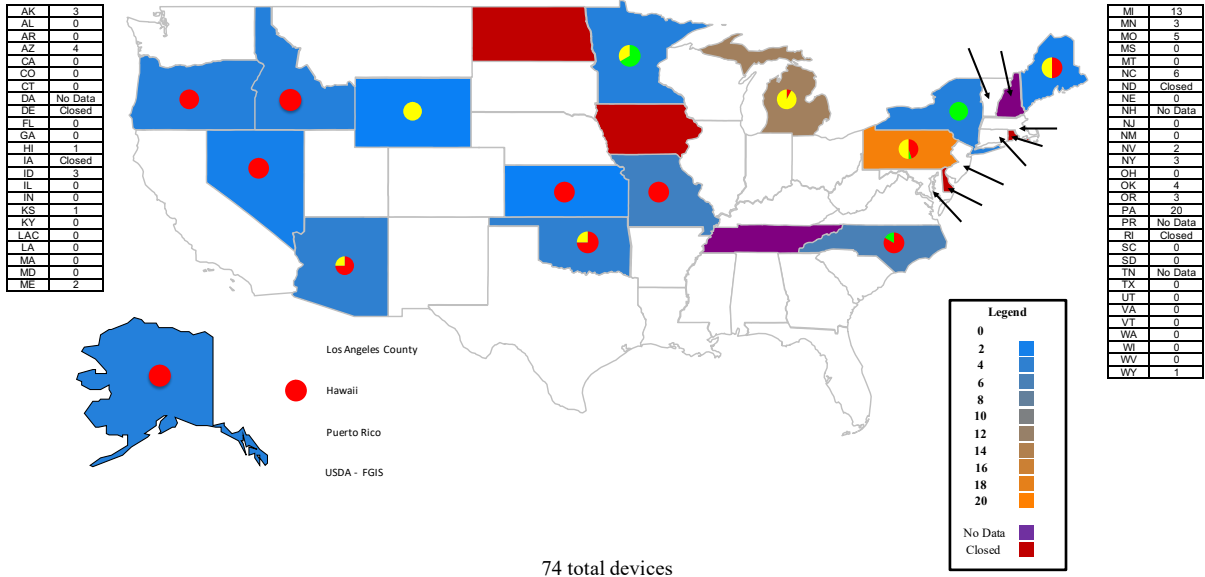 AK 3
AL 0
AR 0
AZ 4
CA 0
CO 0
CT 0
DA No Data
DE Closed
FL 0
GA 0
HI 1
IA Closed
ID 3
IL 0
IN 0
KS 1
KY 0
LAC 0
LA 0
MA 0
MD 0
ME 2
MI 13
MN 3
MO 5
MS 0
MT 0
NC 6
ND Closed
NE 0
NH No Data
NJ 0
NM 0
NV 2
NY 3
OH 0
OK 4
OR 3
PA 20
PR No Data
RI Closed
SC 0
SD 0
TN No Data
TX 0
UT 0
VA 0
VT 0
WA 0
WI 0
WV 0
WY 1
Los Angeles County
Hawaii
Puerto Rico
USDA - FGIS
Legend
0
2
4
6
8
10
12
14
16
18
20
No Data
Closed
74 total devices